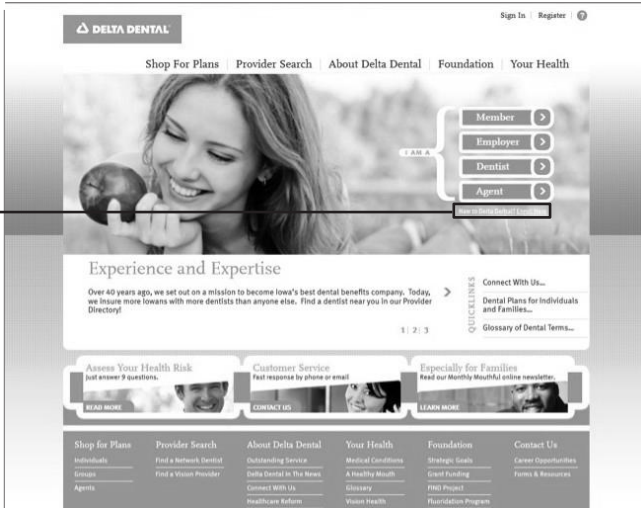 Sign In | Register | ?
Δ DELTA DENTAL
Shop For Plans | Provider Search | About Delta Dental | Foundation | Your Health
Member
Employer
I AM A
Dentist
Agent
New to Delta Dental? Enroll Now
Experience and Expertise
Over 40 years ago, we set out on a mission to become Iowa's best dental benefits company. Today,
we insure more Iowans with more dentists than anyone else. Find a dentist near you in our Provider
Directory!
1 | 2 | 3
QUICKLINKS
Connect With Us...
Dental Plans for Individuals
and Families...
Glossary of Dental Terms...
Assess Your Health Risk
Just answer 9 questions.
READ MORE
Customer Service
Fast response by phone or email
CONTACT US
Especially for Families
Read our Monthly Mouthful online newsletter.
LEARN MORE
Shop for Plans
Individuals
Groups
Agents
Provider Search
Find a Network Dentist
Find a Vision Provider
About Delta Dental
Outstanding Service
Delta Dental In The News
Connect With Us
Healthcare Reform
Your Health
Medical Conditions
A Healthy Mouth
Glossary
Vision Health
Foundation
Strategic Goals
Grant Funding
FIND Project
Fluoridation Program
Contact Us
Career Opportunities
Forms & Resources